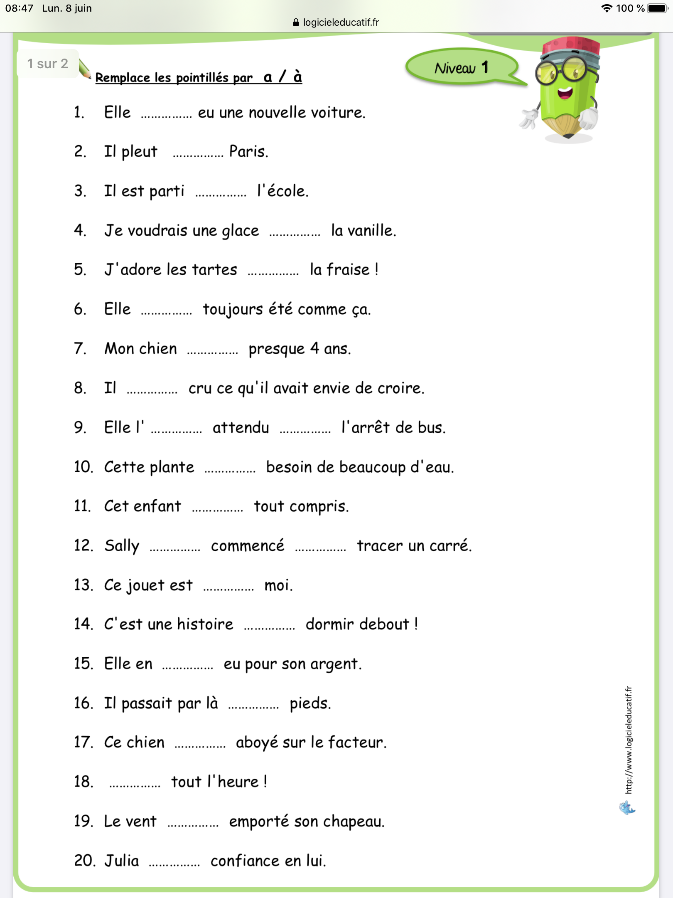 08:47 Lun. 8 juin 100 %
logicieleducatif.fr
1 sur 2
Remplace les pointillés par a / à
Niveau 1
1. Elle .............. eu une nouvelle voiture.
2. Il pleut .............. Paris.
3. Il est parti .............. l'école.
4. Je voudrais une glace .............. la vanille.
5. J'adore les tartes .............. la fraise !
6. Elle .............. toujours été comme ça.
7. Mon chien .............. presque 4 ans.
8. Il .............. cru ce qu'il avait envie de croire.
9. Elle l' .............. attendu .............. l'arrêt de bus.
10. Cette plante .............. besoin de beaucoup d'eau.
11. Cet enfant .............. tout compris.
12. Sally .............. commencé .............. tracer un carré.
13. Ce jouet est .............. moi.
14. C'est une histoire .............. dormir debout !
15. Elle en .............. eu pour son argent.
16. Il passait par là .............. pieds.
17. Ce chien .............. aboyé sur le facteur.
18. .............. tout l'heure !
19. Le vent .............. emporté son chapeau.
20. Julia .............. confiance en lui.
http://www.logicieleducatif.fr